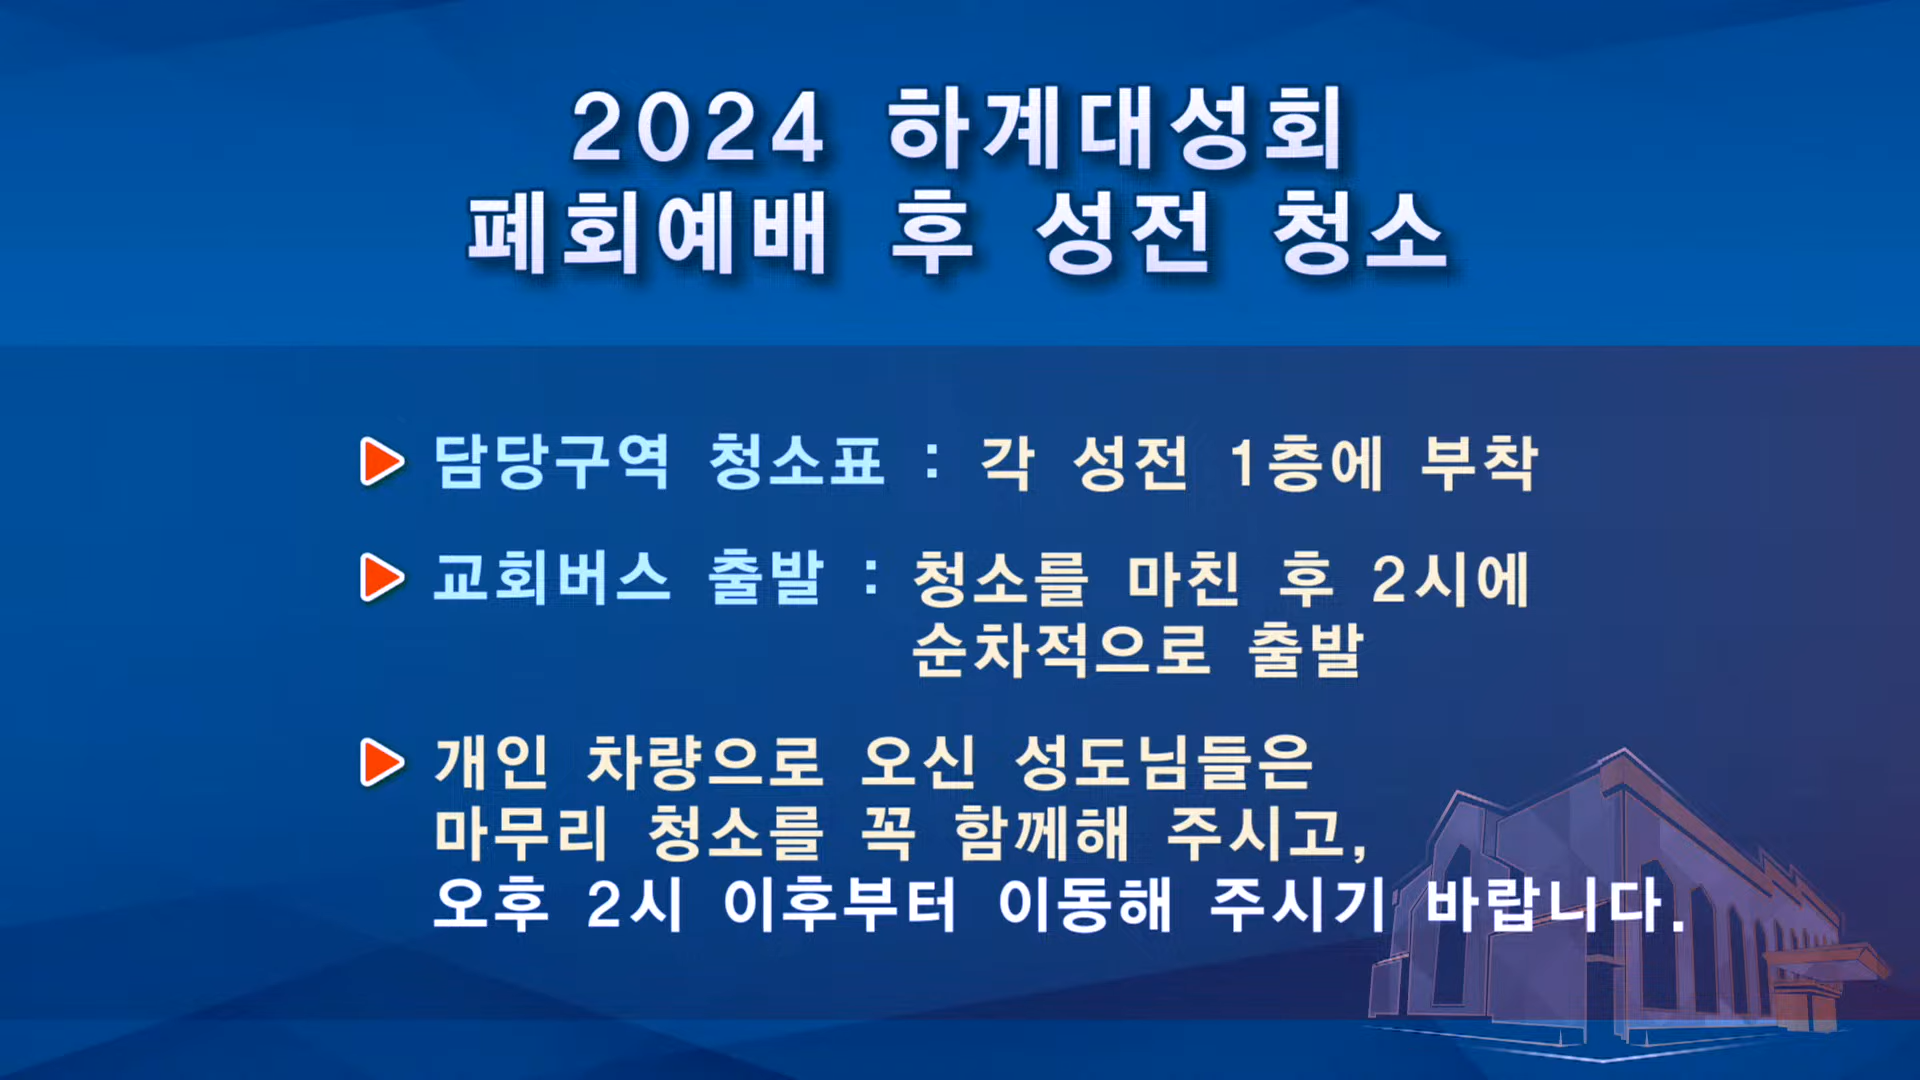 2024 하계대성회
폐회예배 후 성전 청소
담당구역 청소표 : 각 성전 1층에 부착
교회버스 출발 : 청소를 마친 후 2시에
순차적으로 출발
개인 차량으로 오신 성도님들은
마무리 청소를 꼭 함께해 주시고,
오후 2시 이후부터 이동해 주시기 바랍니다.